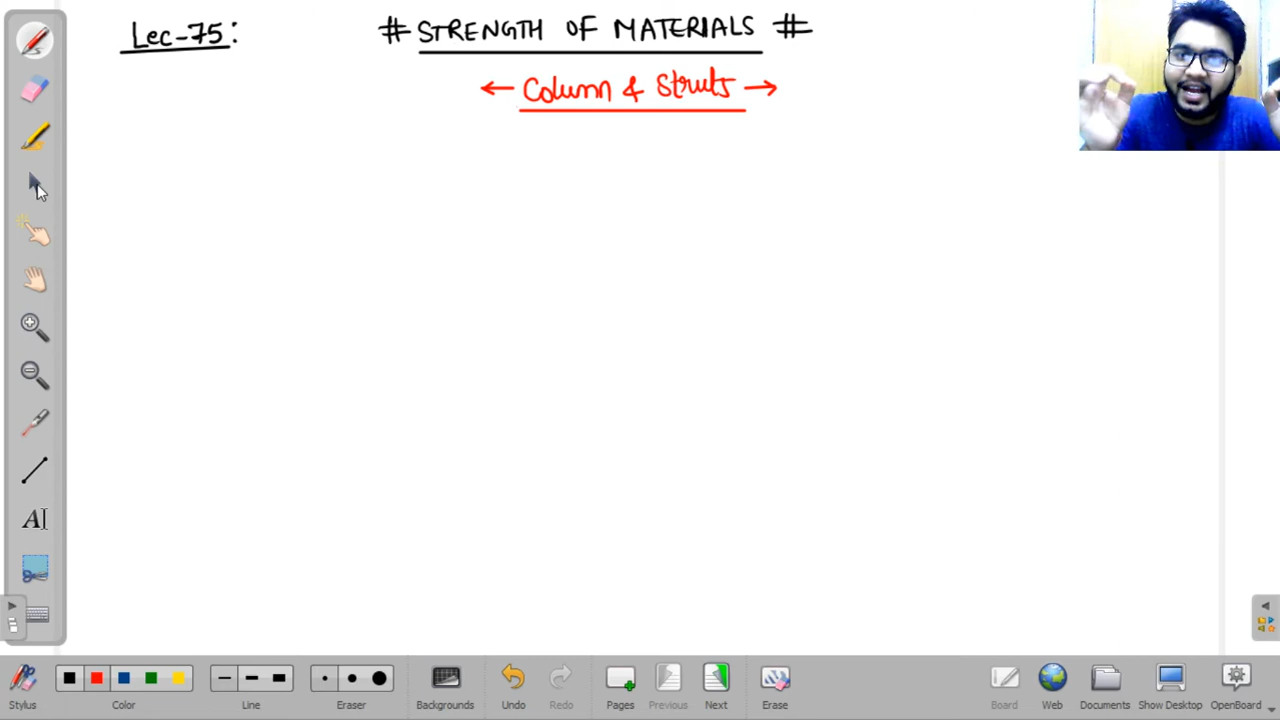 Lec-75:
# STRENGTH OF MATERIALS #
← Column & Struts →
AI
Stylus
Color
Line
Eraser
Backgrounds
Undo
Redo
Pages
Previous
Next
Erase
Board
Web
Documents
Show Desktop
OpenBoard